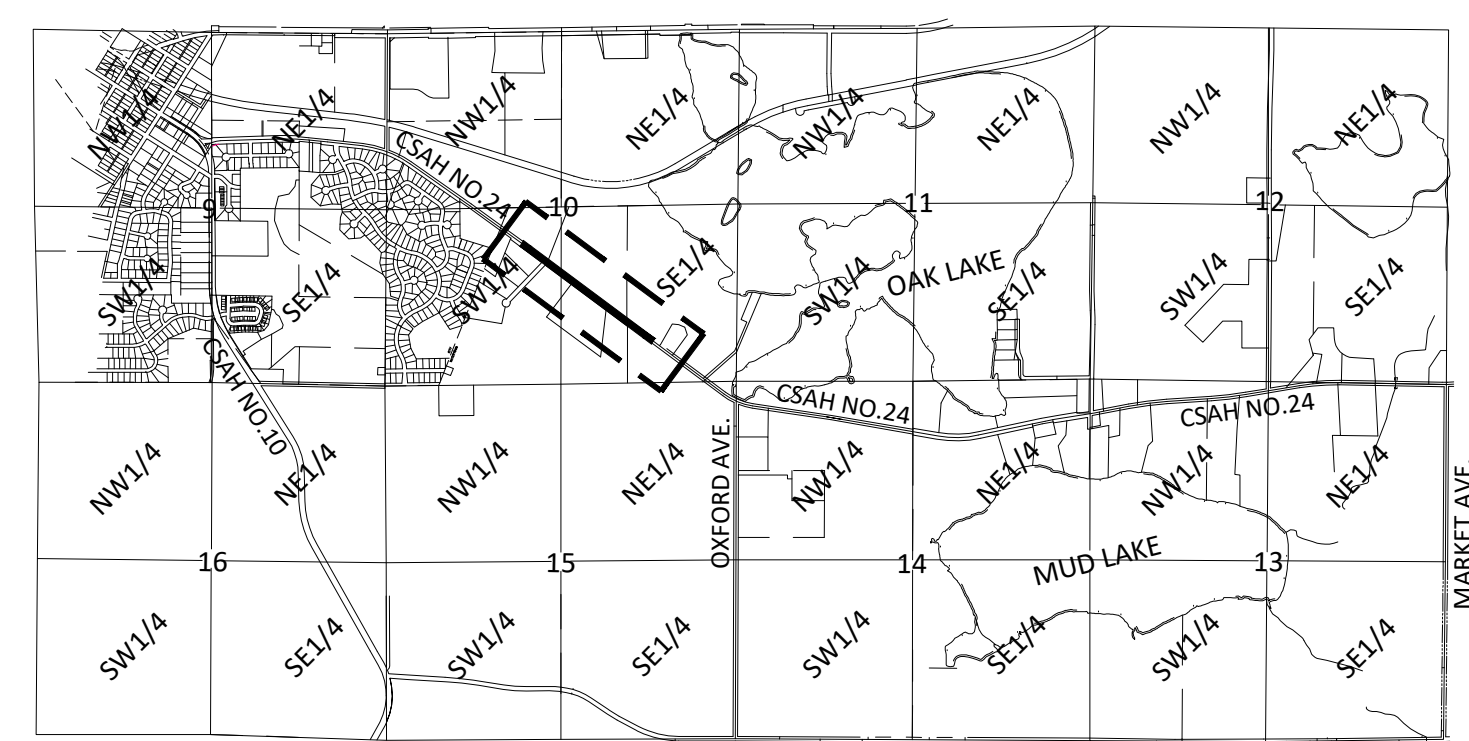 NW1/4
NE1/4
NW1/4
NE1/4
NW1/4
NE1/4
NW1/4
NE1/4
CSAH NO.24
9
10
11
12
SW1/4
SE1/4
SW1/4
SE1/4
SW1/4
OAK LAKE
SE1/4
SW1/4
SE1/4
CSAH NO.10
CSAH NO.24
CSAH NO.24
NW1/4
NE1/4
NW1/4
NE1/4
OXFORD AVE.
NW1/4
NE1/4
NW1/4
NE1/4
MARKET AVE.
16
15
14
MUD LAKE
13
SW1/4
SE1/4
SW1/4
SE1/4
SW1/4
SE1/4
SW1/4
SE1/4